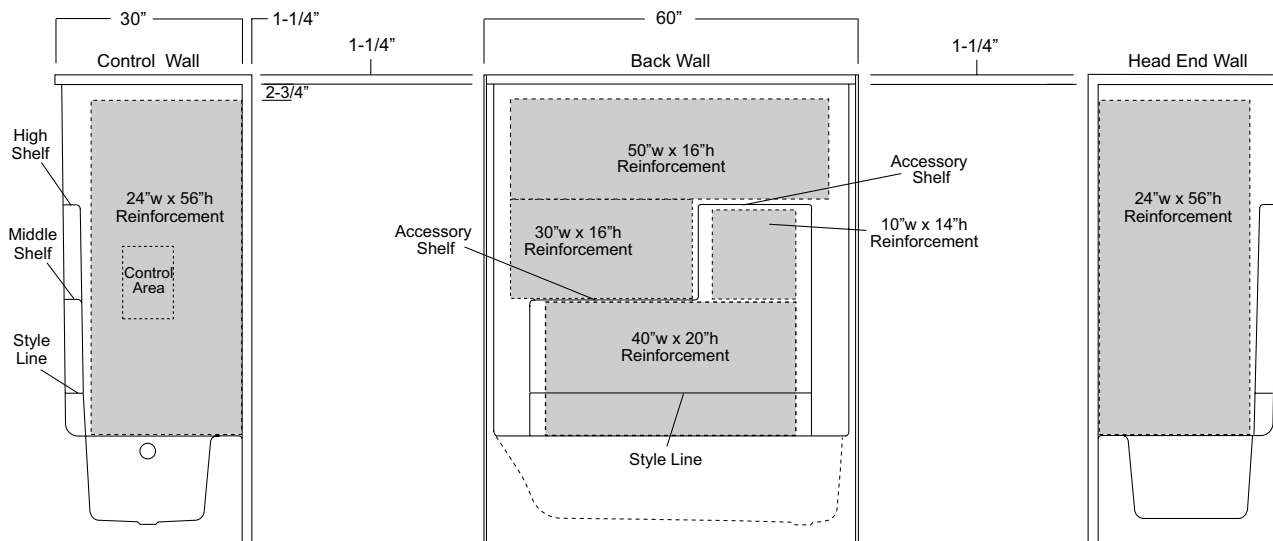 30”
1-1/4”
60”
1-1/4”
1-1/4”
Control Wall
Back Wall
Head End Wall
2-3/4”
High
Shelf
50”w x 16”h
Reinforcement
Accessory
Shelf
24”w x 56”h
Reinforcement
24”w x 56”h
Reinforcement
Middle
Shelf
Accessory
Shelf
30”w x 16”h
Reinforcement
10”w x 14”h
Reinforcement
Control
Area
Style
Line
40”w x 20”h
Reinforcement
Style Line